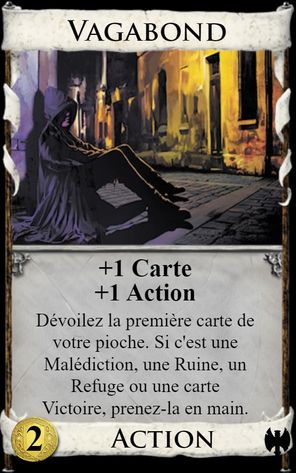 VAGABOND
+1 Carte
+1 Action
Dévoilez la première carte de
votre pioche. Si c'est une
Malédiction, une Ruine, un
Refuge ou une carte
Victoire, prenez-la en main.
2
ACTION